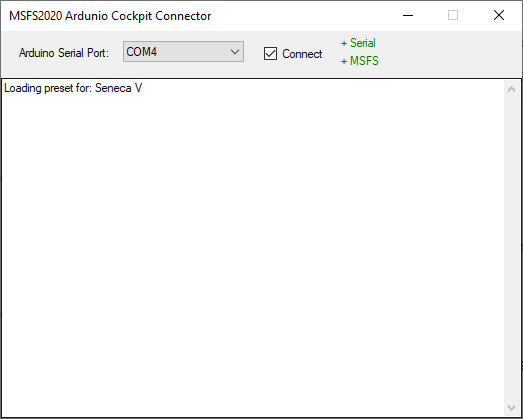 MSFS2020 Ardunio Cockpit Connector
Arduino Serial Port: COM4 Connect + Serial
+ MSFS
Loading preset for: Seneca V